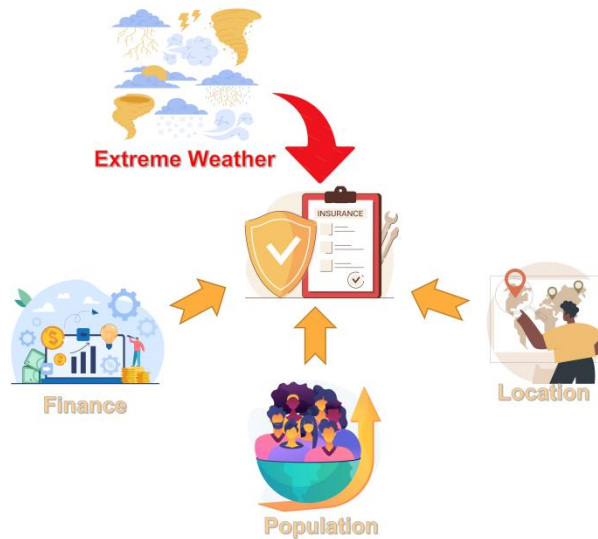 Extreme Weather
INSURANCE
$
Finance
Location
Population